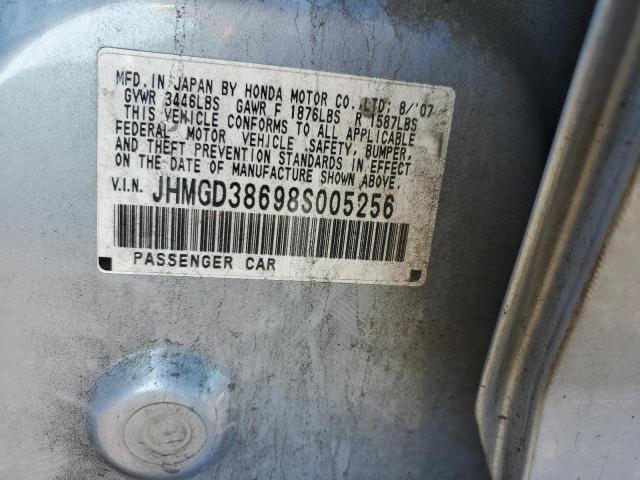 MFD. IN JAPAN BY HONDA MOTOR CO.,LTD: 8/'07
GVWR 3446LBS GAWR F 1876LBS R 1587LBS
THIS VEHICLE CONFORMS TO ALL APPLICABLE
FEDERAL MOTOR VEHICLE SAFETY, BUMPER,
AND THEFT PREVENTION STANDARDS IN EFFECT
ON THE DATE OF MANUFACTURE SHOWN ABOVE.
V.I.N. JHMGD38698S005256
PASSENGER CAR